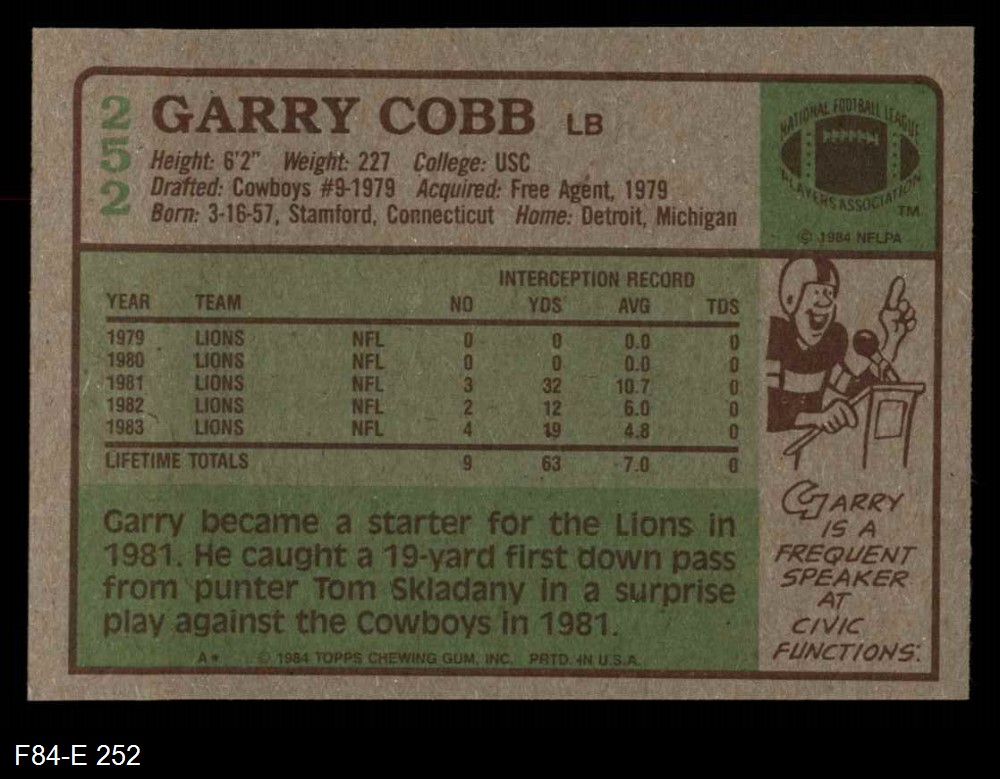 252
GARRY COBB LB
Height: 6'2" Weight: 227 College: USC
Drafted: Cowboys #9-1979 Acquired: Free Agent, 1979
Born: 3-16-57, Stamford, Connecticut Home: Detroit, Michigan
NATIONAL FOOTBALL LEAGUE
PLAYERS ASSOCIATION
TM
© 1984 NFLPA
INTERCEPTION RECORD
YEAR TEAM NO YDS AVG TDS
1979 LIONS NFL 0 0 0.0 0
1980 LIONS NFL 0 0 0.0 0
1981 LIONS NFL 3 32 10.7 0
1982 LIONS NFL 2 12 6.0 0
1983 LIONS NFL 4 19 4.8 0
LIFETIME TOTALS 9 63 7.0 0
Garry became a starter for the Lions in
1981. He caught a 19-yard first down pass
from punter Tom Skladany in a surprise
play against the Cowboys in 1981.
A* © 1984 TOPPS CHEWING GUM, INC. PRTD. IN U.S.A.
GARRY
IS A
FREQUENT
SPEAKER
AT
CIVIC
FUNCTIONS.
F84-E 252